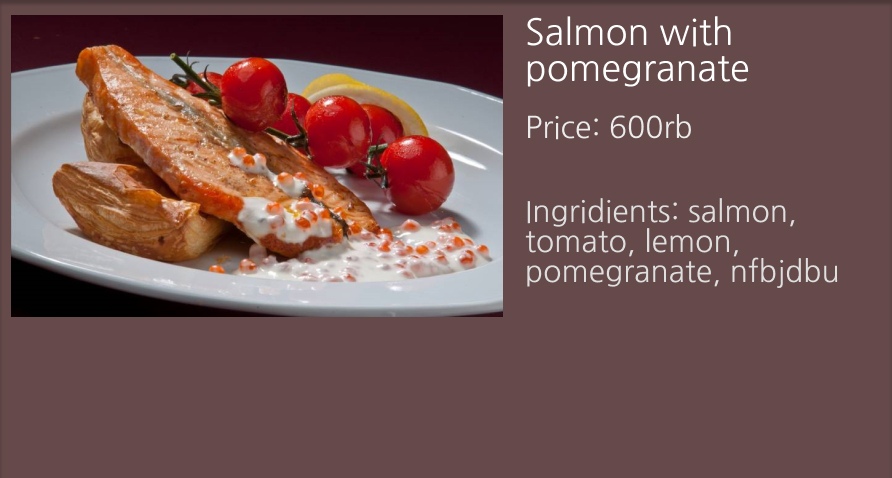 Salmon with
pomegranate
Price: 600rb
Ingridients: salmon,
tomato, lemon,
pomegranate, nfbjdbu